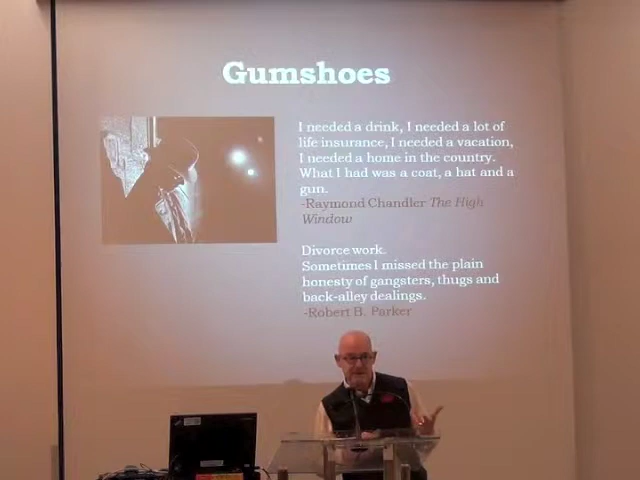 Gumshoes
I needed a drink, I needed a lot of
life insurance, I needed a vacation,
I needed a home in the country.
What I had was a coat, a hat and a
gun.
-Raymond Chandler The High
Window
Divorce work.
Sometimes I missed the plain
honesty of gangsters, thugs and
back-alley dealings.
-Robert B. Parker